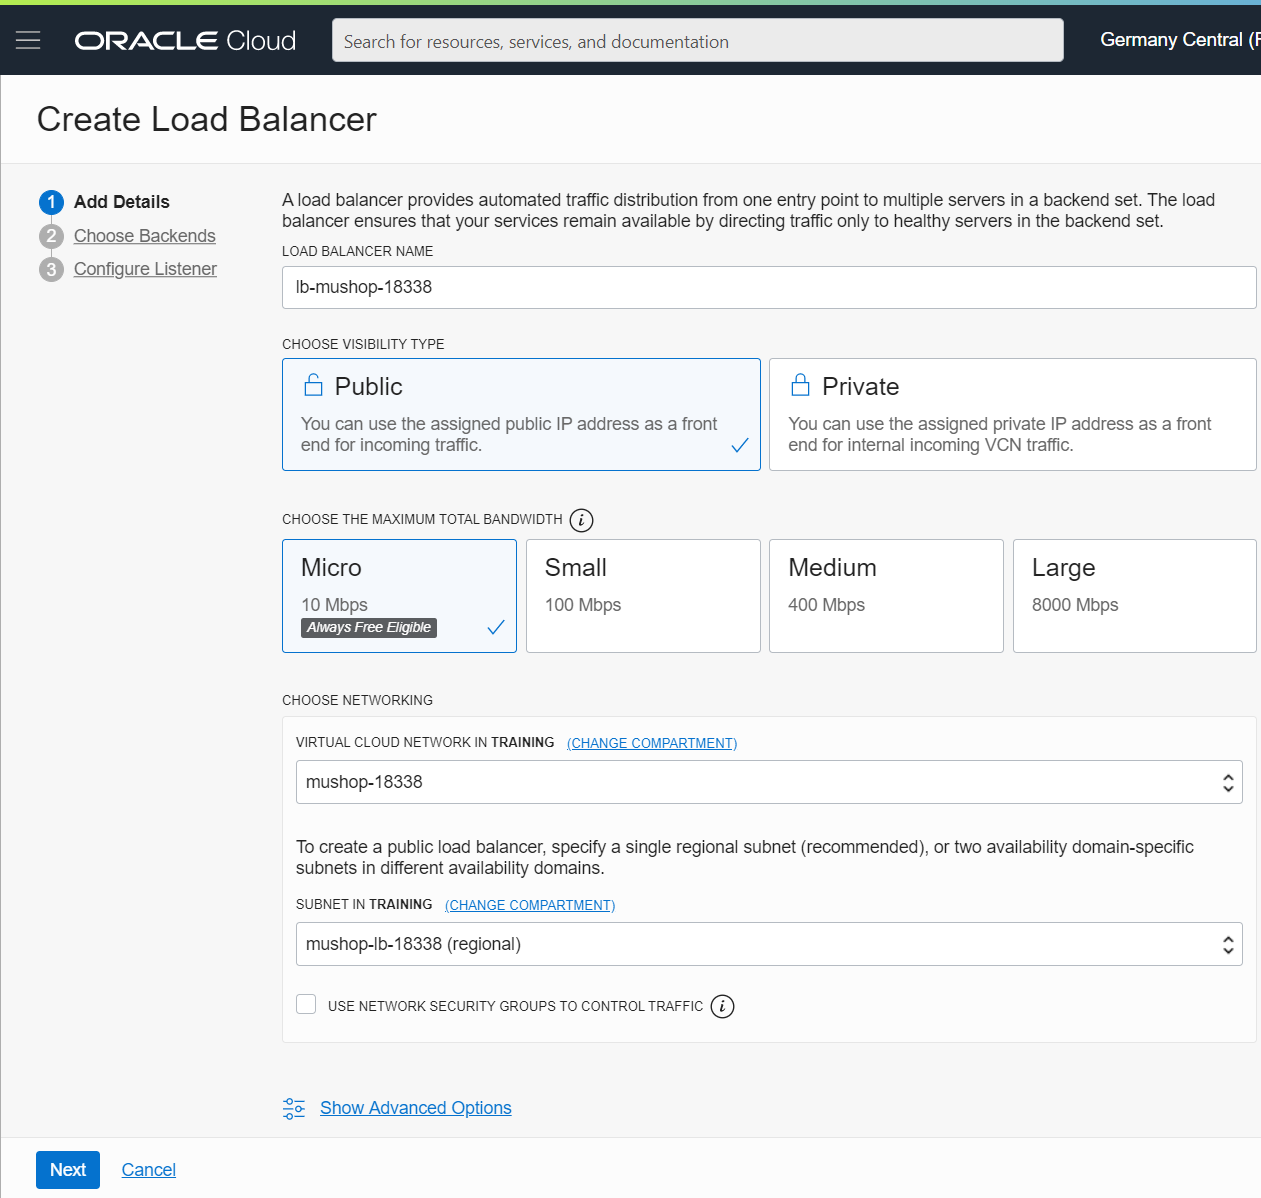 ORACLE Cloud
Search for resources, services, and documentation
Germany Central (F
Create Load Balancer
1 Add Details
2 Choose Backends
3 Configure Listener
A load balancer provides automated traffic distribution from one entry point to multiple servers in a backend set. The load
balancer ensures that your services remain available by directing traffic only to healthy servers in the backend set.
LOAD BALANCER NAME
lb-mushop-18338
CHOOSE VISIBILITY TYPE
Public
You can use the assigned public IP address as a front
end for incoming traffic.
Private
You can use the assigned private IP address as a front
end for internal incoming VCN traffic.
CHOOSE THE MAXIMUM TOTAL BANDWIDTH i
Micro
10 Mbps
Always Free Eligible
Small
100 Mbps
Medium
400 Mbps
Large
8000 Mbps
CHOOSE NETWORKING
VIRTUAL CLOUD NETWORK IN TRAINING (CHANGE COMPARTMENT)
mushop-18338
To create a public load balancer, specify a single regional subnet (recommended), or two availability domain-specific
subnets in different availability domains.
SUBNET IN TRAINING (CHANGE COMPARTMENT)
mushop-lb-18338 (regional)
USE NETWORK SECURITY GROUPS TO CONTROL TRAFFIC i
Show Advanced Options
Next
Cancel